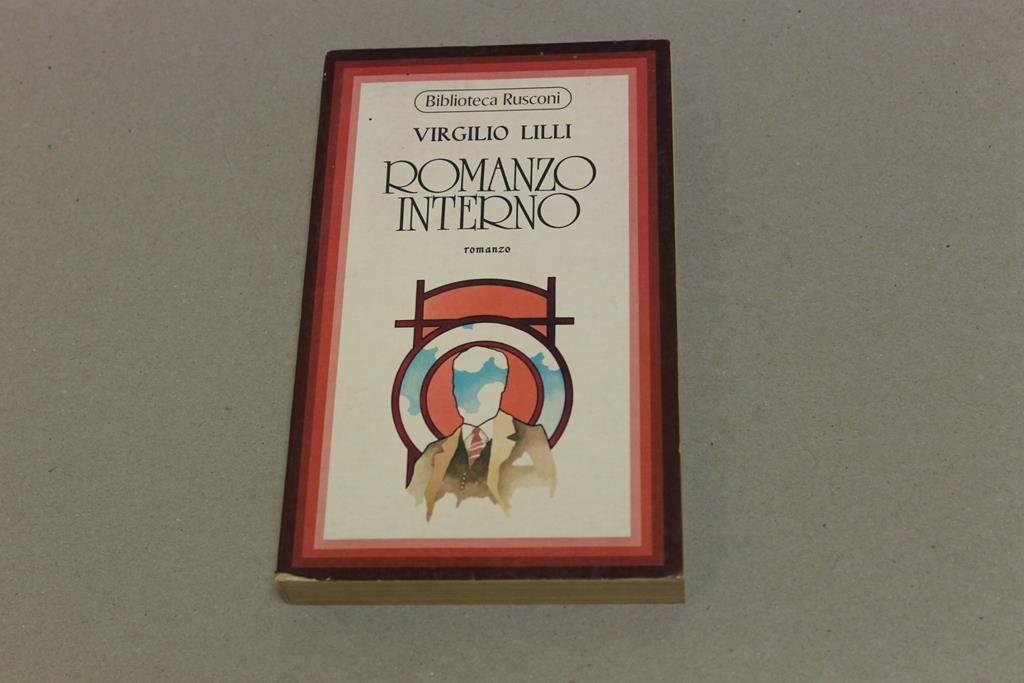 Biblioteca Rusconi
VIRGILIO LILLI
ROMANZO
INTERNO
romanzo